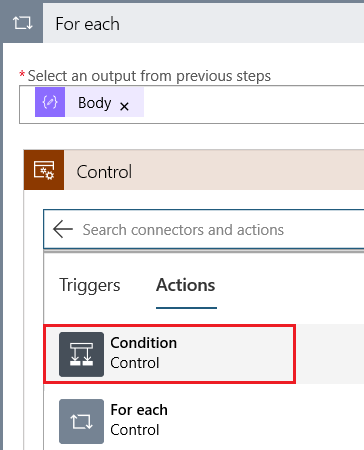 For each
*Select an output from previous steps
Body ×
Control
Search connectors and actions
Triggers Actions
Condition
Control
For each
Control